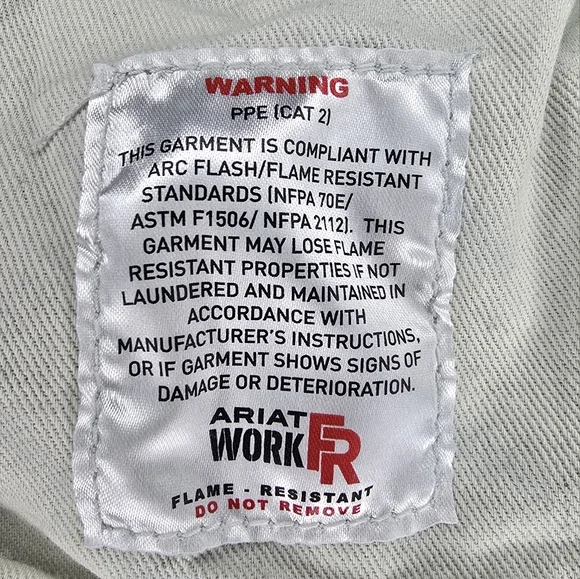 WARNING
PPE (CAT 2)
THIS GARMENT IS COMPLIANT WITH
ARC FLASH/FLAME RESISTANT
STANDARDS (NFPA 70E/
ASTM F1506/ NFPA 2112). THIS
GARMENT MAY LOSE FLAME
RESISTANT PROPERTIES IF NOT
LAUNDERED AND MAINTAINED IN
ACCORDANCE WITH
MANUFACTURER'S INSTRUCTIONS,
OR IF GARMENT SHOWS SIGNS OF
DAMAGE OR DETERIORATION.
ARIAT
WORK FR
FLAME - RESISTANT
DO NOT REMOVE